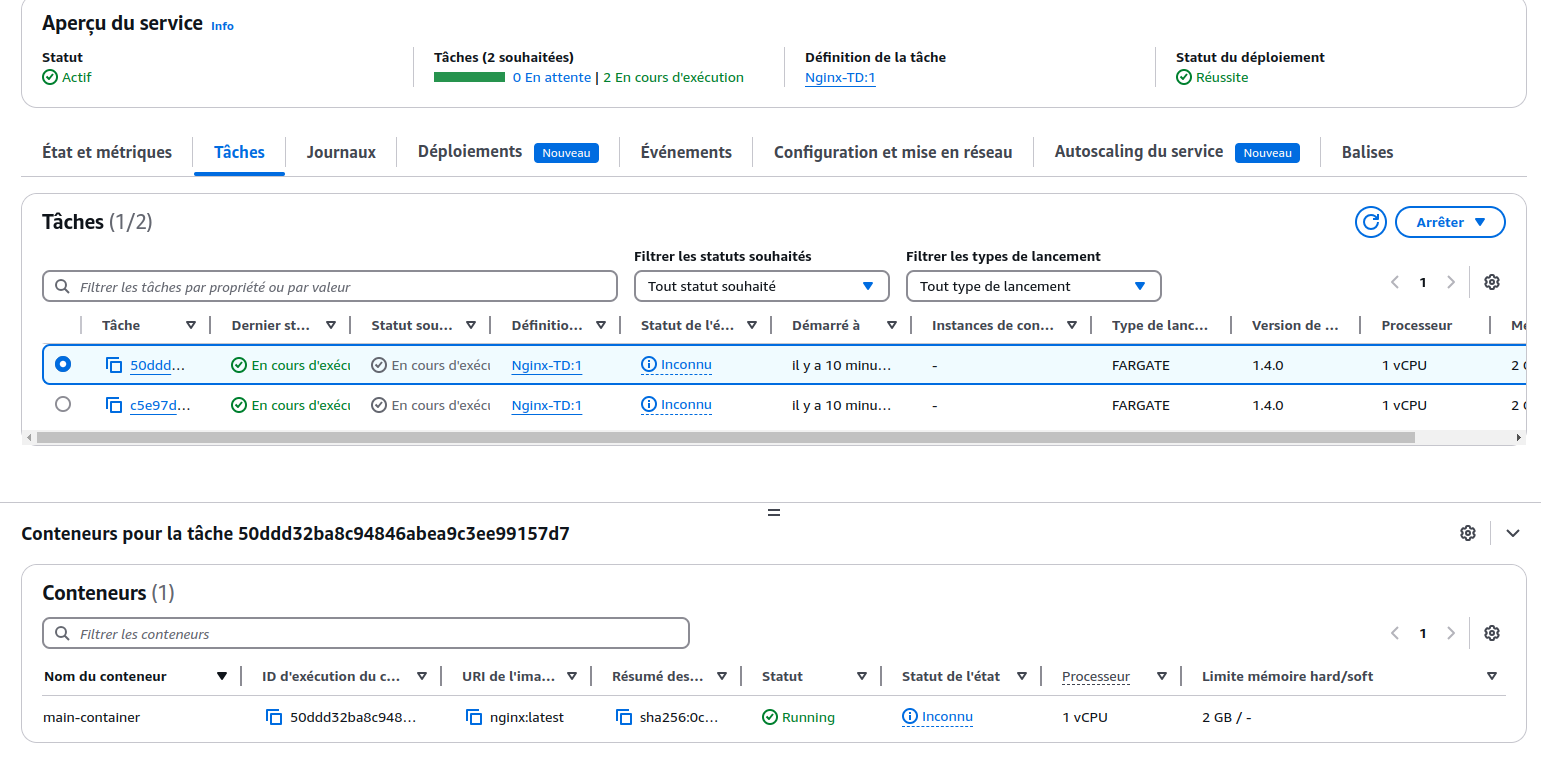 Aperçu du service Info
Statut
Actif
Tâches (2 souhaitées)
0 En attente | 2 En cours d'exécution
Définition de la tâche
Nginx-TD:1
Statut du déploiement
Réussite
État et métriques Tâches Journaux Déploiements Nouveau Événements Configuration et mise en réseau Autoscaling du service Nouveau Balises
Tâches (1/2)
Arrêter
Filtrer les statuts souhaités Filtrer les types de lancement
Filtrer les tâches par propriété ou par valeur Tout statut souhaité Tout type de lancement 1
Tâche Dernier st... Statut sou... Définitio... Statut de l'é... Démarré à Instances de con... Type de lanc... Version de ... Processeur
50ddd... En cours d'exécu En cours d'exécu Nginx-TD:1 Inconnu il y a 10 minu... - FARGATE 1.4.0 1 vCPU 2
c5e97d... En cours d'exécu En cours d'exécu Nginx-TD:1 Inconnu il y a 10 minu... - FARGATE 1.4.0 1 vCPU 2
Conteneurs pour la tâche 50ddd32ba8c94846abea9c3ee99157d7
Conteneurs (1)
Filtrer les conteneurs 1
Nom du conteneur ID d'exécution du c... URI de l'ima... Résumé des... Statut Statut de l'état Processeur Limite mémoire hard/soft
main-container 50ddd32ba8c948... nginx:latest sha256:0c... Running Inconnu 1 vCPU 2 GB / -